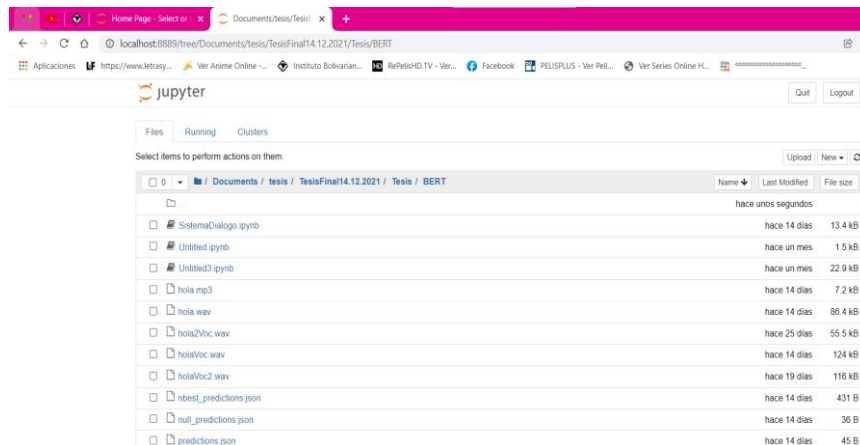 Home Page - Select or
Documents/tesis/TesisF
localhost:8889/tree/Documents/tesis/TesisFinal14.12.2021/Tesis/BERT
Aplicaciones https://www.letrasy... Ver Anime Online -... Instituto Bolivarian... RePelisHD.TV - Ver... Facebook PELISPLUS - Ver Peli... Ver Series Online H...
jupyter Quit Logout
Files Running Clusters
Select items to perform actions on them. Upload New
0 / Documents / tesis / TesisFinal14.12.2021 / Tesis / BERT Name Last Modified File size
.. hace unos segundos
SistemaDialogo.ipynb hace 14 días 13.4 kB
Untitled.ipynb hace un mes 1.5 kB
Untitled3.ipynb hace un mes 22.9 kB
hola.mp3 hace 14 días 7.2 kB
hola.wav hace 14 días 86.4 kB
hola2Voc.wav hace 25 días 55.5 kB
holaVoc.wav hace 14 días 124 kB
holaVoc2.wav hace 19 días 116 kB
nbest_predictions.json hace 14 días 431 B
null_predictions.json hace 14 días 36 B
predictions.json hace 14 días 45 B